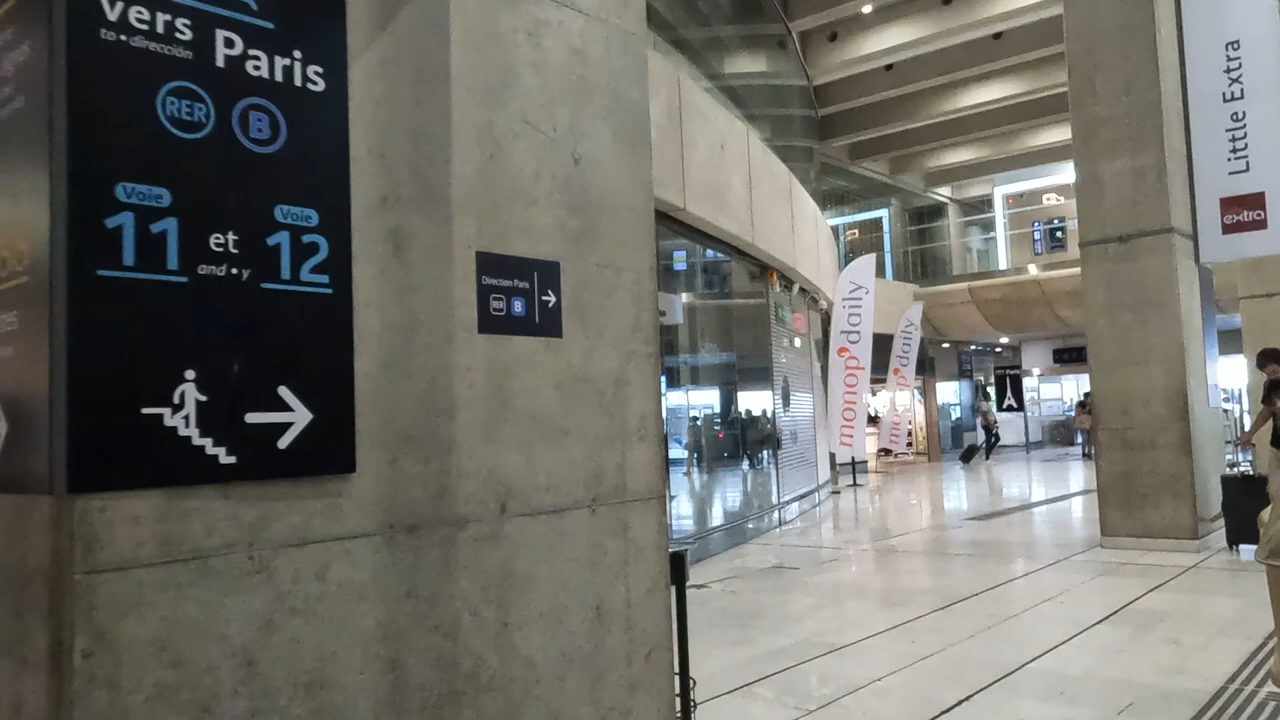 vers Paris
to • dirección
RER B
Voie 11 et Voie 12
and • y
Direction Paris
RER B
monop'daily
monop'daily
Paris
Little Extra
extra